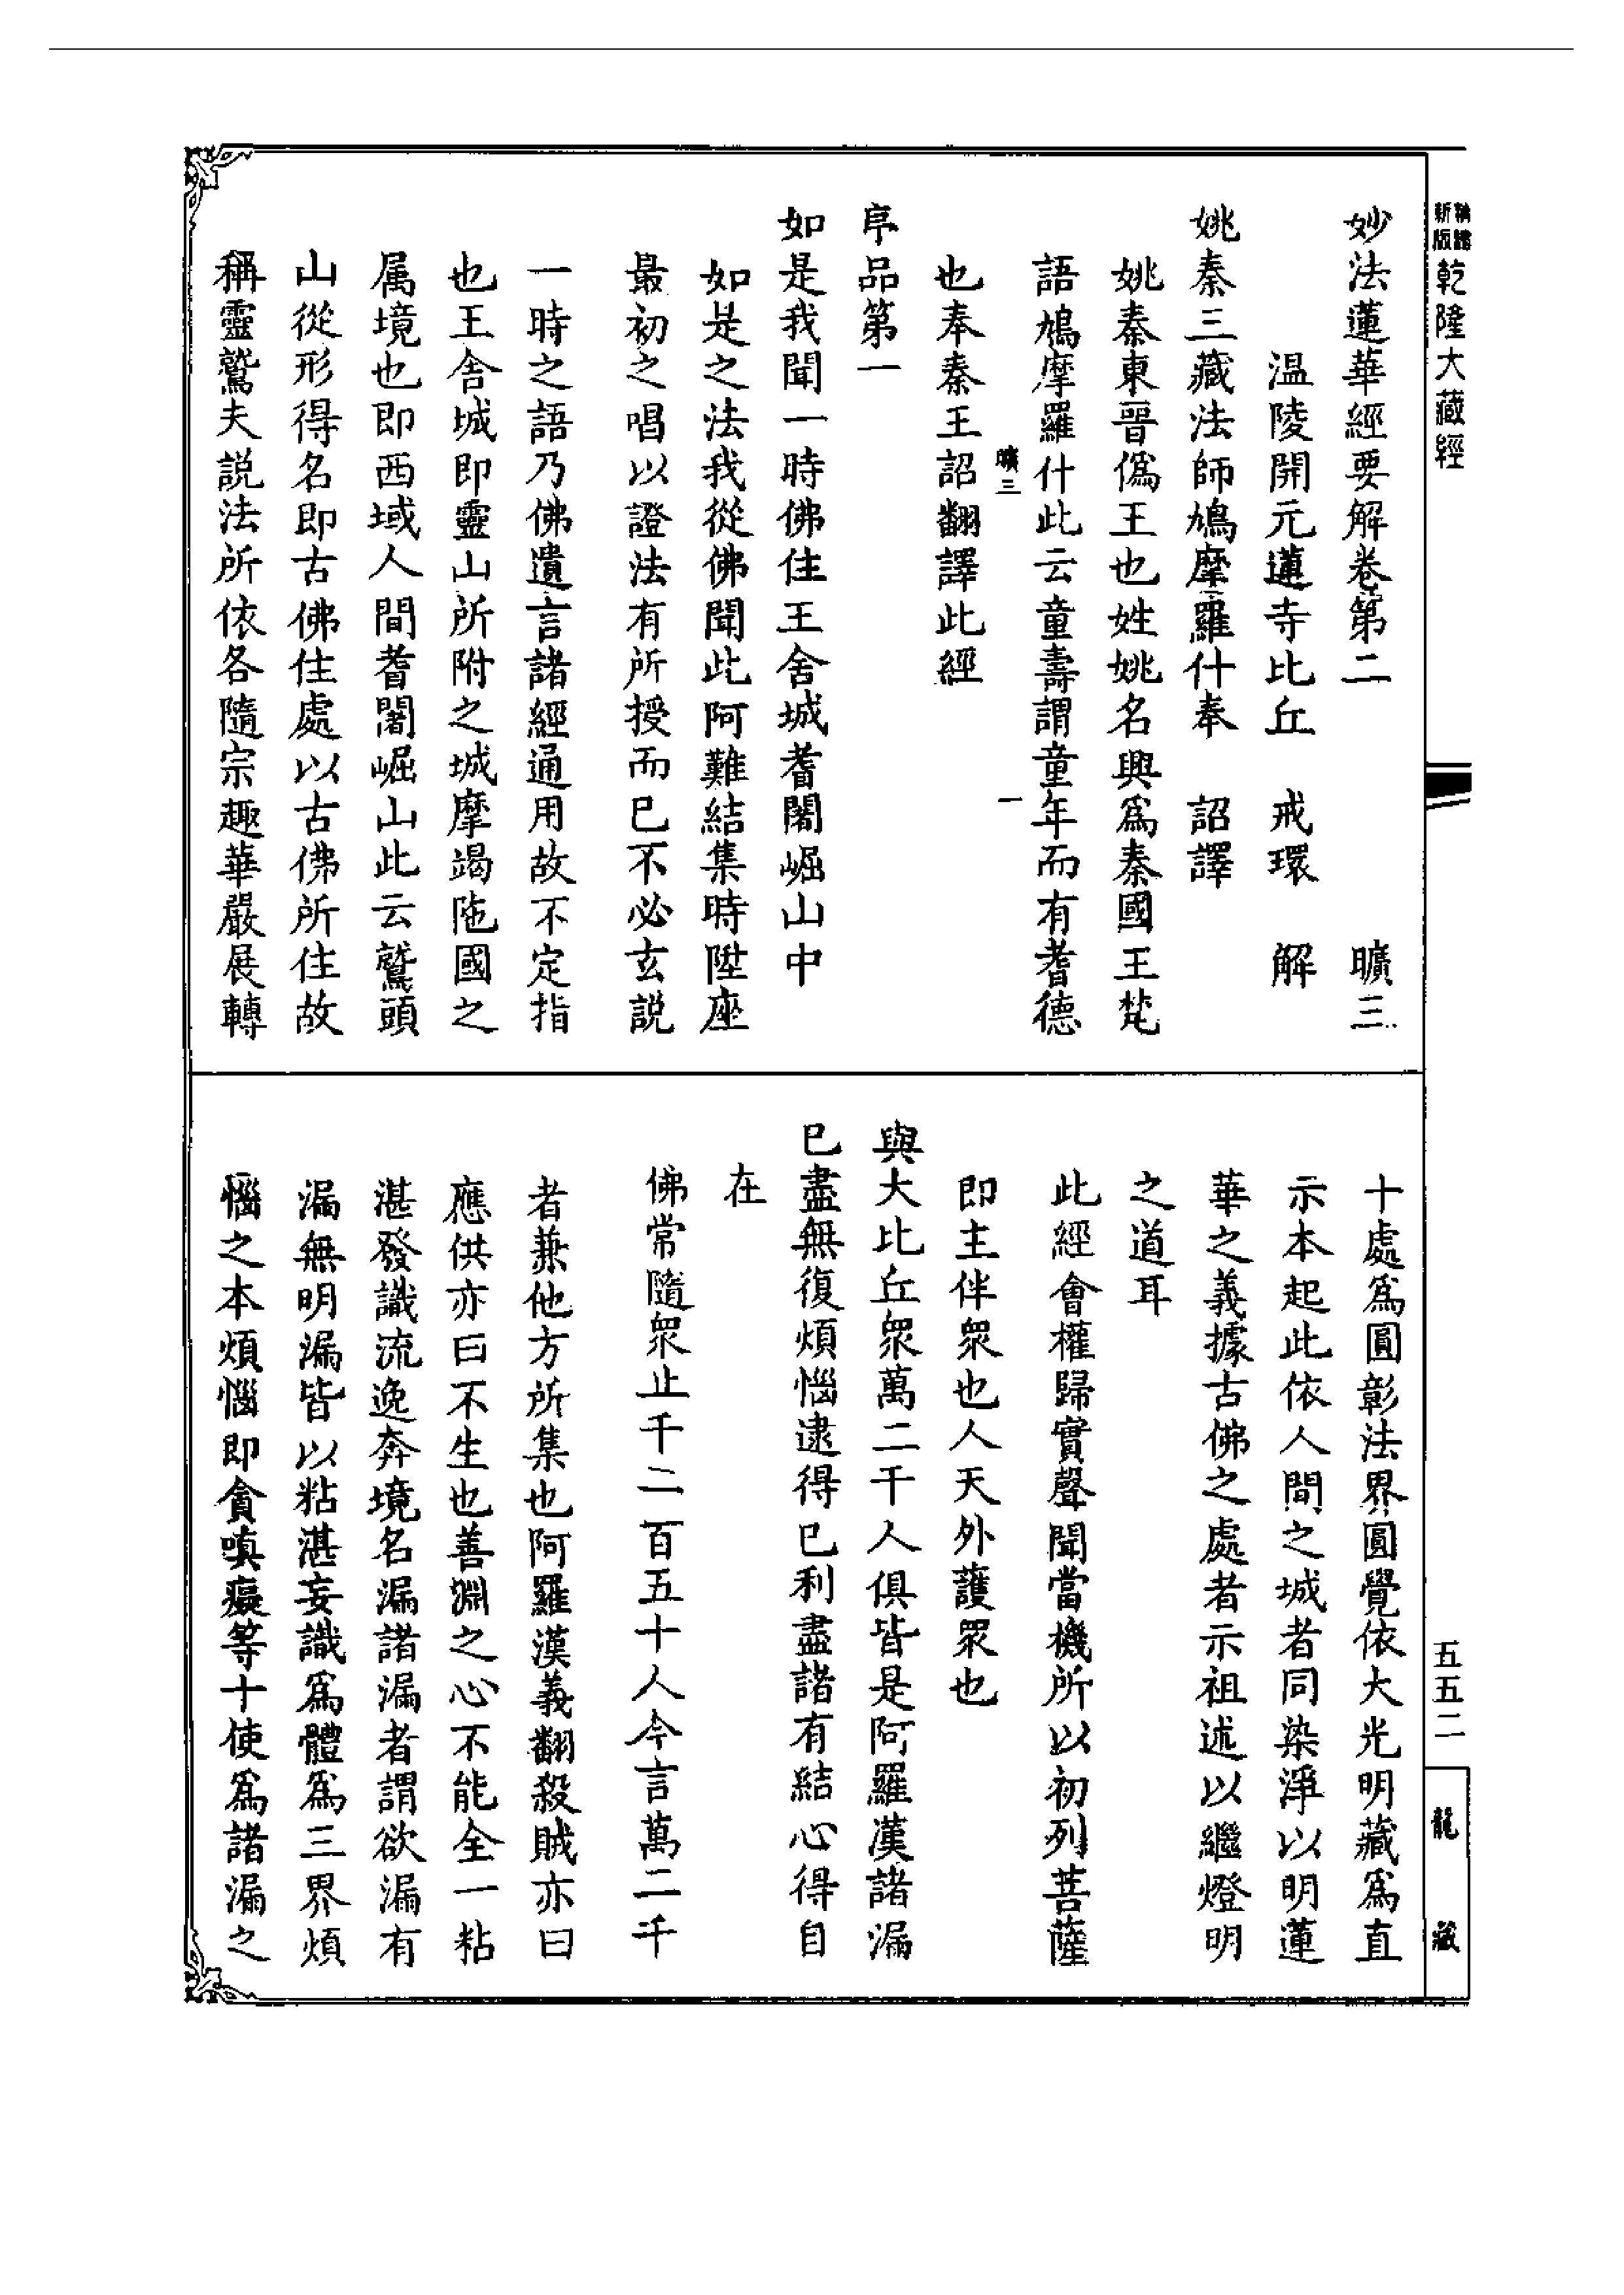 新版
乾隆大藏經
妙法蓮華經要解卷第二　曠三
温陵開元蓮寺比丘　戒環　解
姚秦三藏法師鳩摩羅什奉　詔譯
姚秦東晉僞王也姓姚名興爲秦國王梵
語鳩摩羅什此云童壽謂童年而有耆德
曠三　一
也奉秦王詔翻譯此經
序品第一
如是我聞一時佛住王舍城耆闍崛山中
如是之法我從佛聞此阿難結集時陞座
最初之唱以證法有所授而已不必玄説
一時之語乃佛遺言諸經通用故不定指
也王舍城即靈山所附之城摩竭陁國之
属境也即西域人間耆闍崛山此云鷲頭
山從形得名即古佛住處以古佛所住故
稱靈鷲夫説法所依各隨宗趣華嚴展轉
十處爲圓彰法界圓覺依大光明藏爲直
示本起此依人間之城者同染淨以明蓮
華之義據古佛之處者示祖述以繼燈明
之道耳
此經會權歸實聲聞當機所以初列菩薩
即主伴衆也人天外護衆也
與大比丘衆萬二千人俱皆是阿羅漢諸漏
已盡無復煩惱逮得已利盡諸有結心得自
在
佛常隨衆止千二百五十人今言萬二千
者兼他方所集也阿羅漢義翻殺賊亦曰
應供亦曰不生也善淵之心不能全一粘
湛發識流逸奔境名漏諸漏者謂欲漏有
漏無明漏皆以粘湛妄識爲體爲三界煩
惱之本煩惱即貪嗔癡等十使爲諸漏之
五五二
龍藏